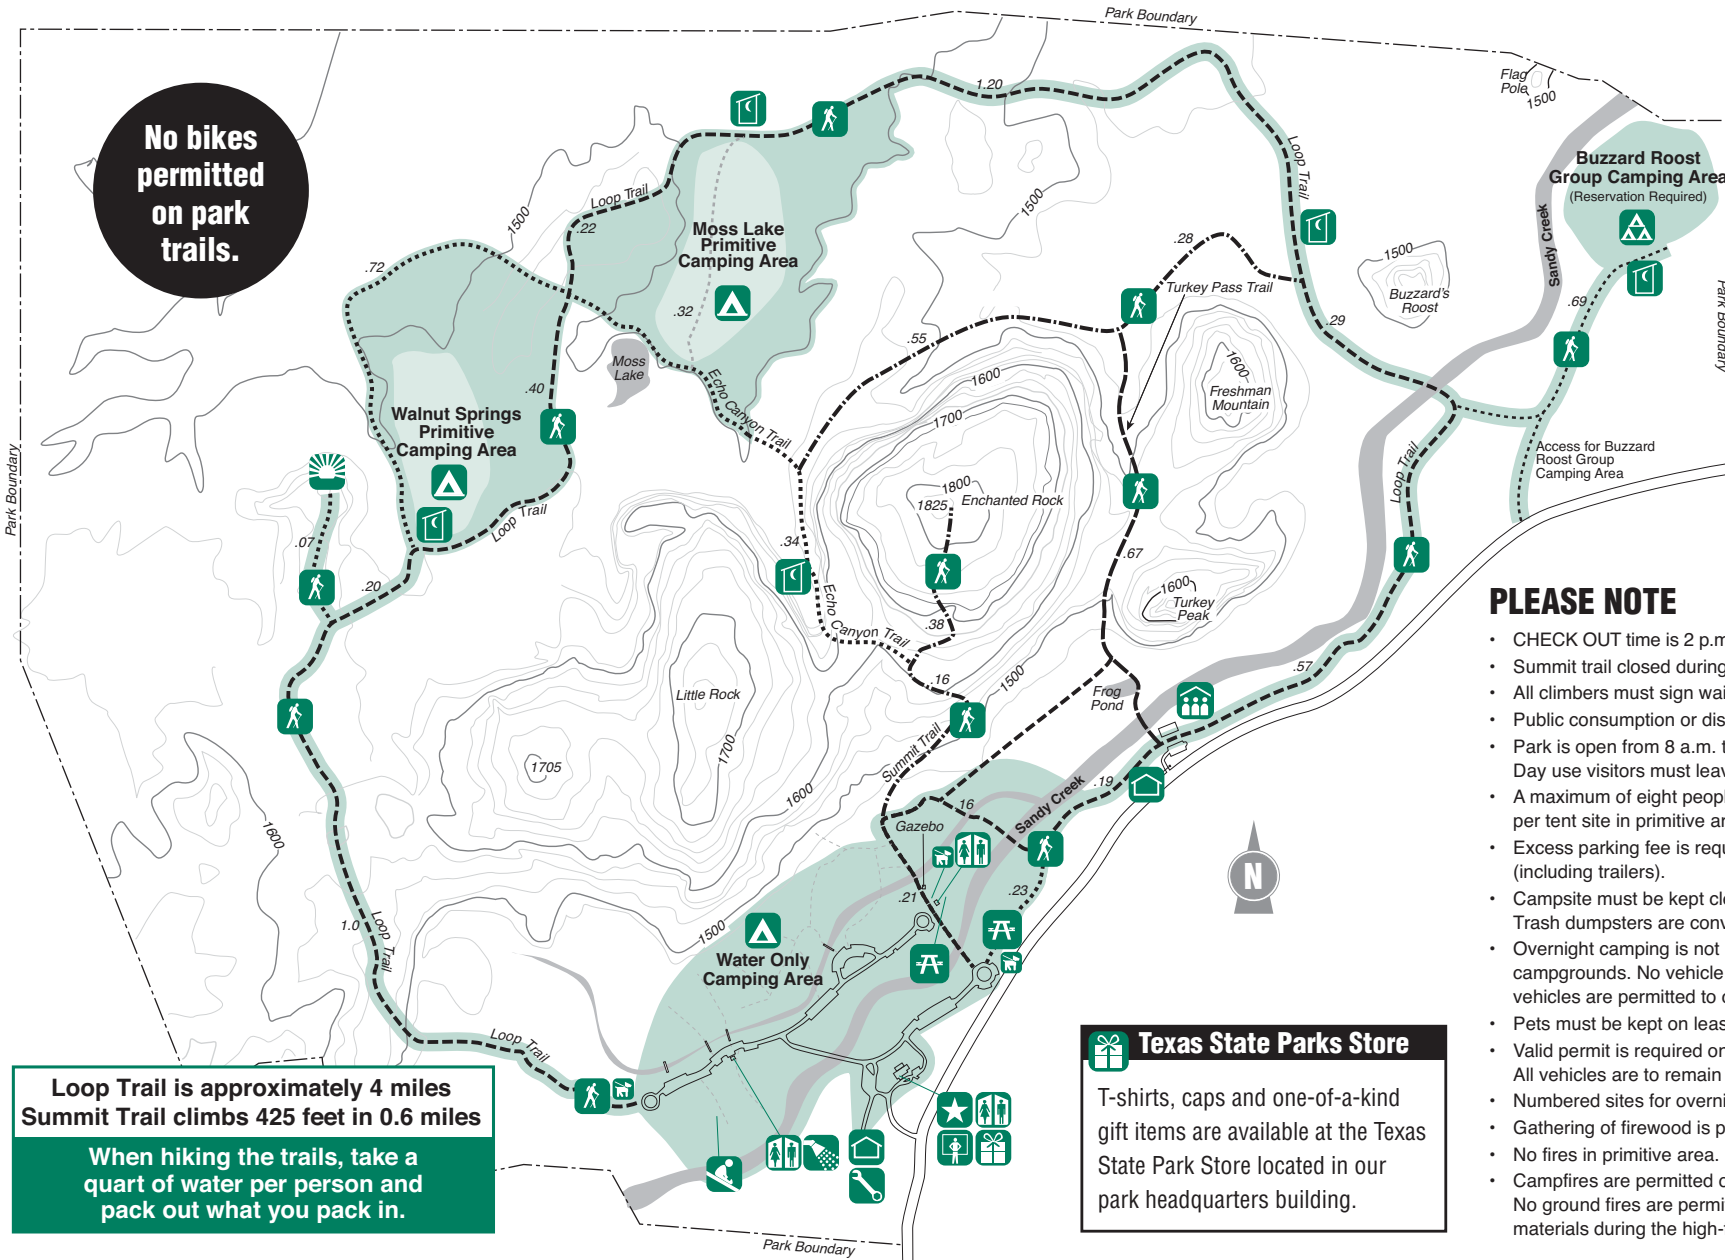 Park Boundary
No bikes
permitted
on park
trails.
1.20
Flag
Pole
1500
Loop Trail
Buzzard Roost
Group Camping Area
(Reservation Required)
Sandy Creek
Park Boundary
1500
Loop Trail
.22
Moss Lake
Primitive
Camping Area
1500
.72
.32
.28
Turkey Pass Trail
1500
Buzzard's
Roost
.69
.29
.55
Moss
Lake
.40
Echo Canyon Trail
1600
1700
1600
Freshman
Mountain
Walnut Springs
Primitive
Camping Area
Loop Trail
Access for Buzzard
Roost Group
Camping Area
Loop Trail
1800
1825
Enchanted Rock
Park Boundary
.07
.20
.34
.67
Echo Canyon Trail
.38
1600
Turkey
Peak
.16
1500
Frog
Pond
.57
Little Rock
1700
1705
1600
1600
Summit Trail
.16
.19
Sandy Creek
Gazebo
.23
.21
1500
Water Only
Camping Area
1.0
Loop Trail
Loop Trail
N
Loop Trail is approximately 4 miles
Summit Trail climbs 425 feet in 0.6 miles
When hiking the trails, take a
quart of water per person and
pack out what you pack in.
Park Boundary
Texas State Parks Store
T-shirts, caps and one-of-a-kind
gift items are available at the Texas
State Park Store located in our
park headquarters building.
PLEASE NOTE
• CHECK OUT time is 2 p.m
• Summit trail closed during
• All climbers must sign wai
• Public consumption or dis
• Park is open from 8 a.m. t
Day use visitors must leav
• A maximum of eight peopl
per tent site in primitive ar
• Excess parking fee is requ
(including trailers).
• Campsite must be kept cle
Trash dumpsters are conv
• Overnight camping is not
campgrounds. No vehicle
vehicles are permitted to c
• Pets must be kept on leas
• Valid permit is required on
All vehicles are to remain
• Numbered sites for overni
• Gathering of firewood is p
• No fires in primitive area.
• Campfires are permitted o
No ground fires are permi
materials during the high-